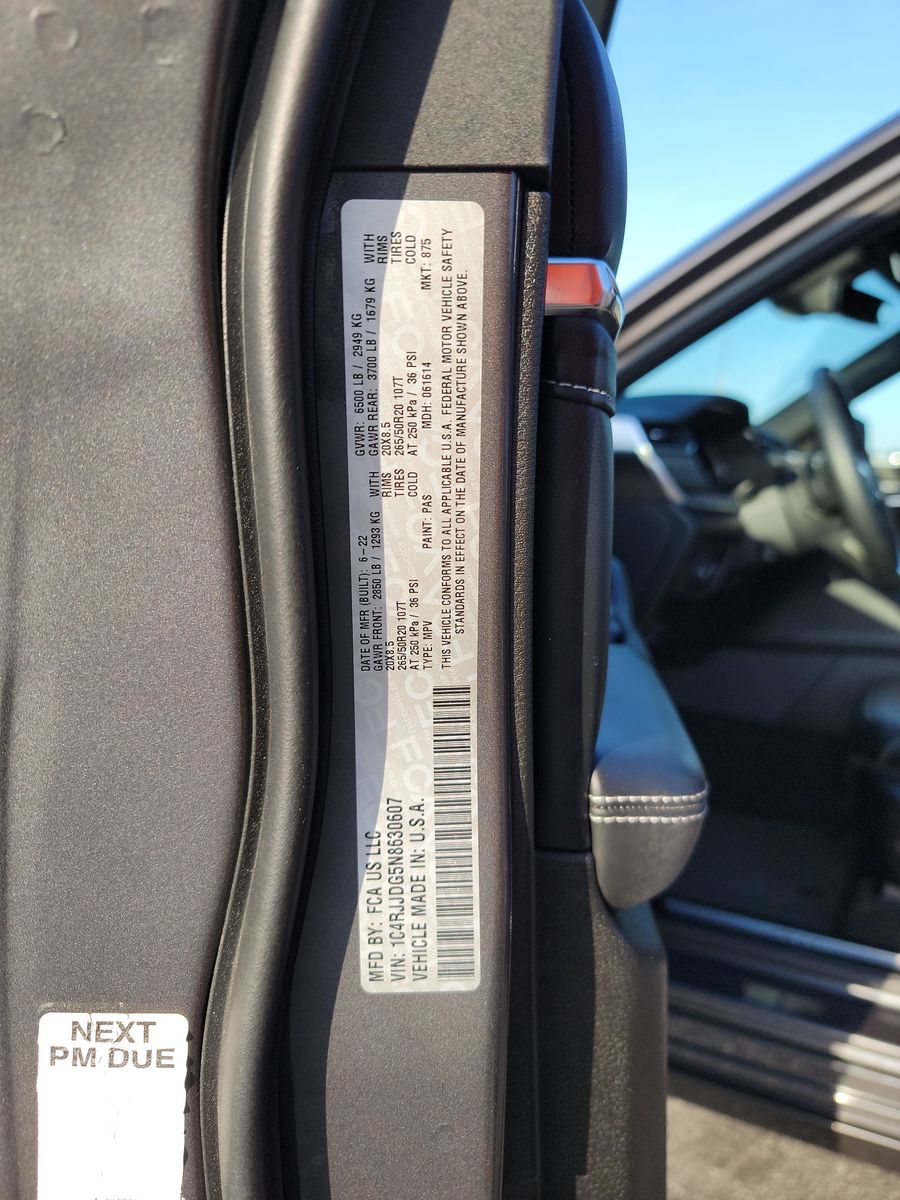 MFD BY: FCA US LLC
VIN: 1C4RJJDG5N8630607
VEHICLE MADE IN: U.S.A.
DATE OF MFR (BUILT): 6-22 GVWR: 6500 LB / 2949 KG
GAWR FRONT: 2850 LB / 1293 KG WITH GAWR REAR: 3700 LB / 1679 KG WITH
20X8.5 RIMS 20X8.5 RIMS
265/50R20 107T TIRES 265/50R20 107T TIRES
AT 250 kPa / 36 PSI COLD AT 250 kPa / 36 PSI COLD
TYPE: MPV PAINT: PAS MDH: 061614 MKT: 875
THIS VEHICLE CONFORMS TO ALL APPLICABLE U.S.A. FEDERAL MOTOR VEHICLE SAFETY
STANDARDS IN EFFECT ON THE DATE OF MANUFACTURE SHOWN ABOVE.
NEXT
PM DUE